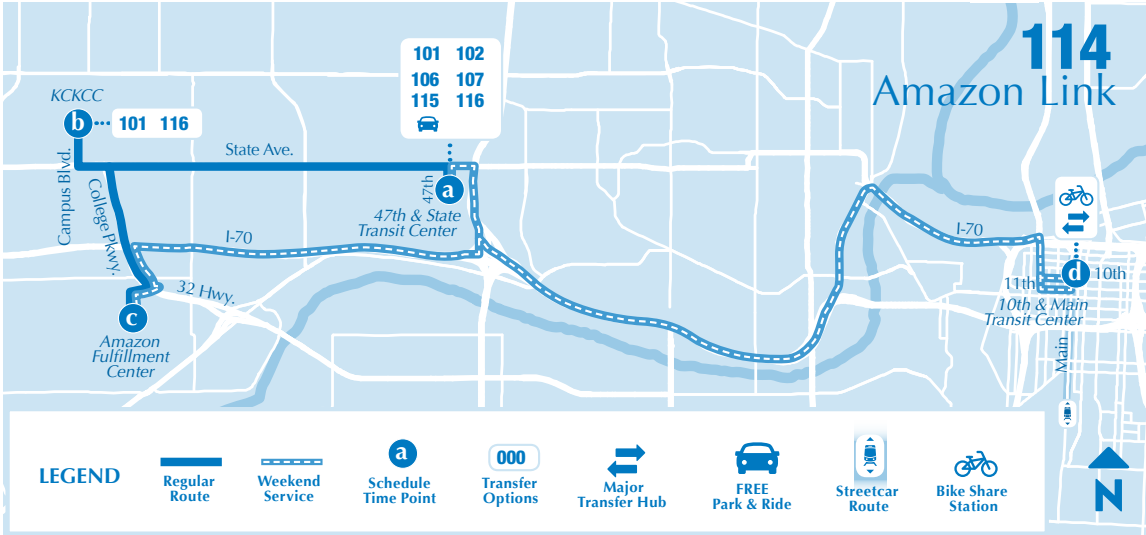 114
Amazon Link
101 102
106 107
115 116
KCKCC
b
101 116
State Ave.
Campus Blvd.
College Pkwy.
47th
a
47th & State
Transit Center
I-70
I-70
32 Hwy.
c
Amazon
Fulfillment
Center
d
10th
11th
10th & Main
Transit Center
Main
LEGEND
Regular
Route
Weekend
Service
a
Schedule
Time Point
000
Transfer
Options
Major
Transfer Hub
FREE
Park & Ride
Streetcar
Route
Bike Share
Station
N